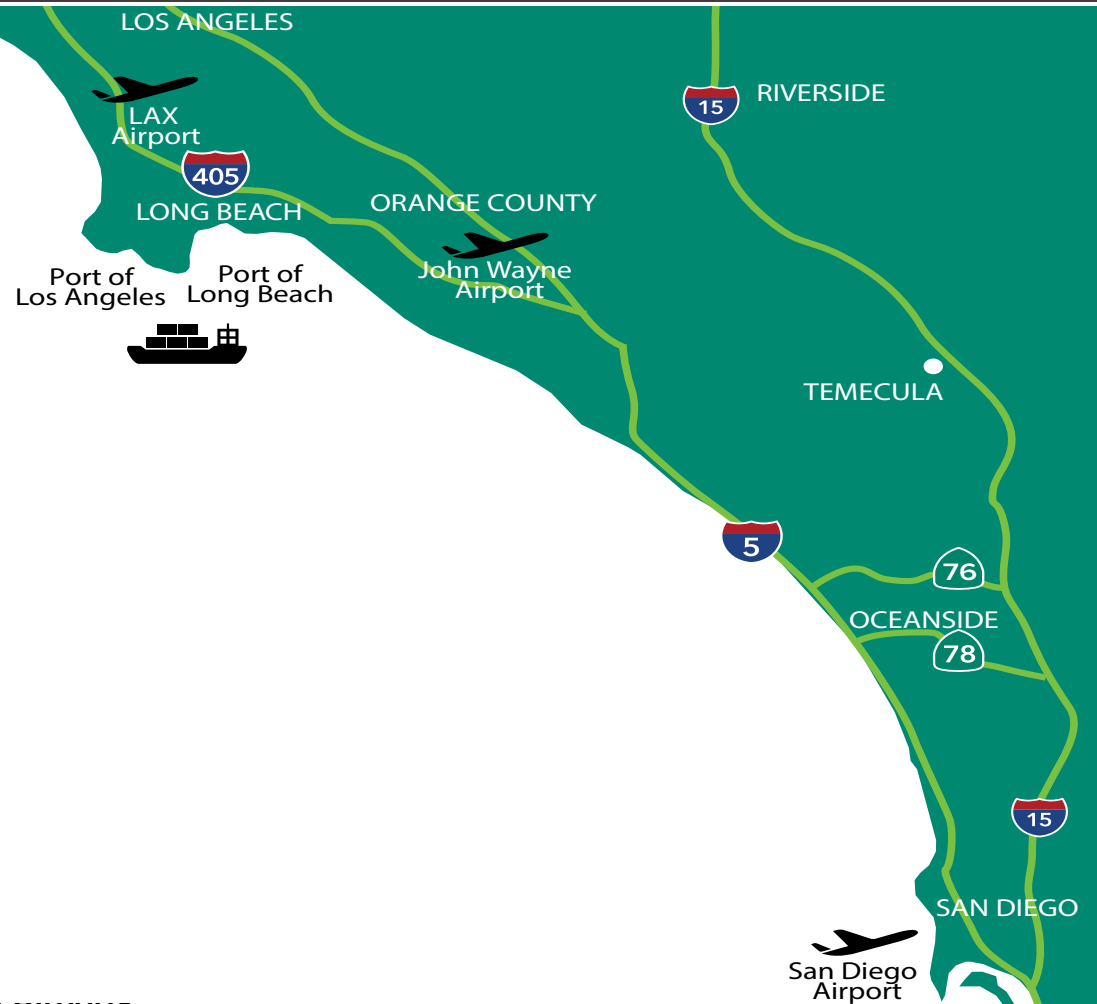 LOS ANGELES
LAX
Airport
15
RIVERSIDE
405
LONG BEACH
ORANGE COUNTY
John Wayne
Airport
Port of
Los Angeles
Port of
Long Beach
TEMECULA
5
76
OCEANSIDE
78
15
SAN DIEGO
San Diego
Airport